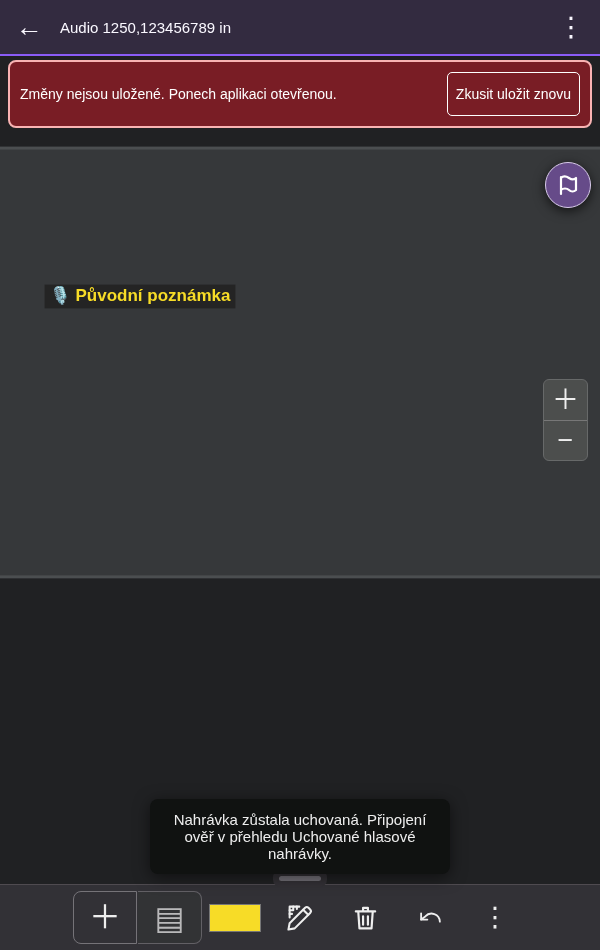 Audio 1250,123456789 in
Změny nejsou uložené. Ponech aplikaci otevřenou.
Zkusit uložit znovu
🎙️ Původní poznámka
Nahrávka zůstala uchovaná. Připojení
ověř v přehledu Uchované hlasové
nahrávky.